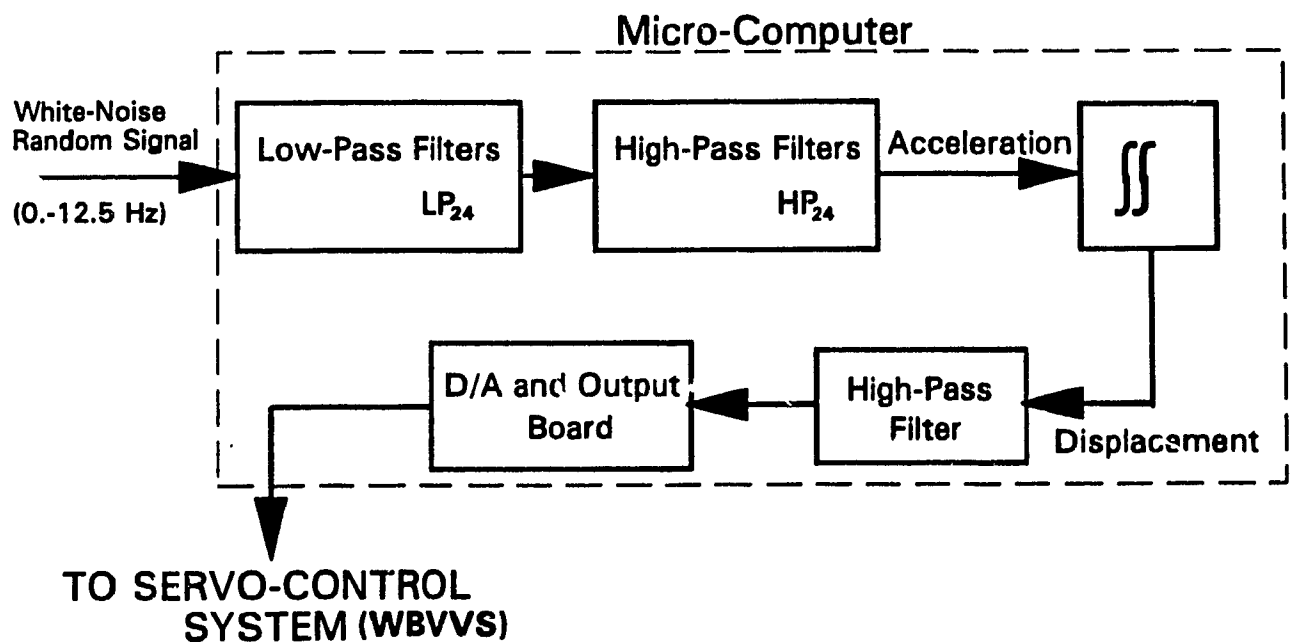 Micro-Computer
White-Noise
Random Signal
(0.-12.5 Hz)
Low-Pass Filters
LP24
High-Pass Filters
HP24
Acceleration
∫∫
Displacement
High-Pass
Filter
D/A and Output
Board
TO SERVO-CONTROL
SYSTEM (WBVVS)